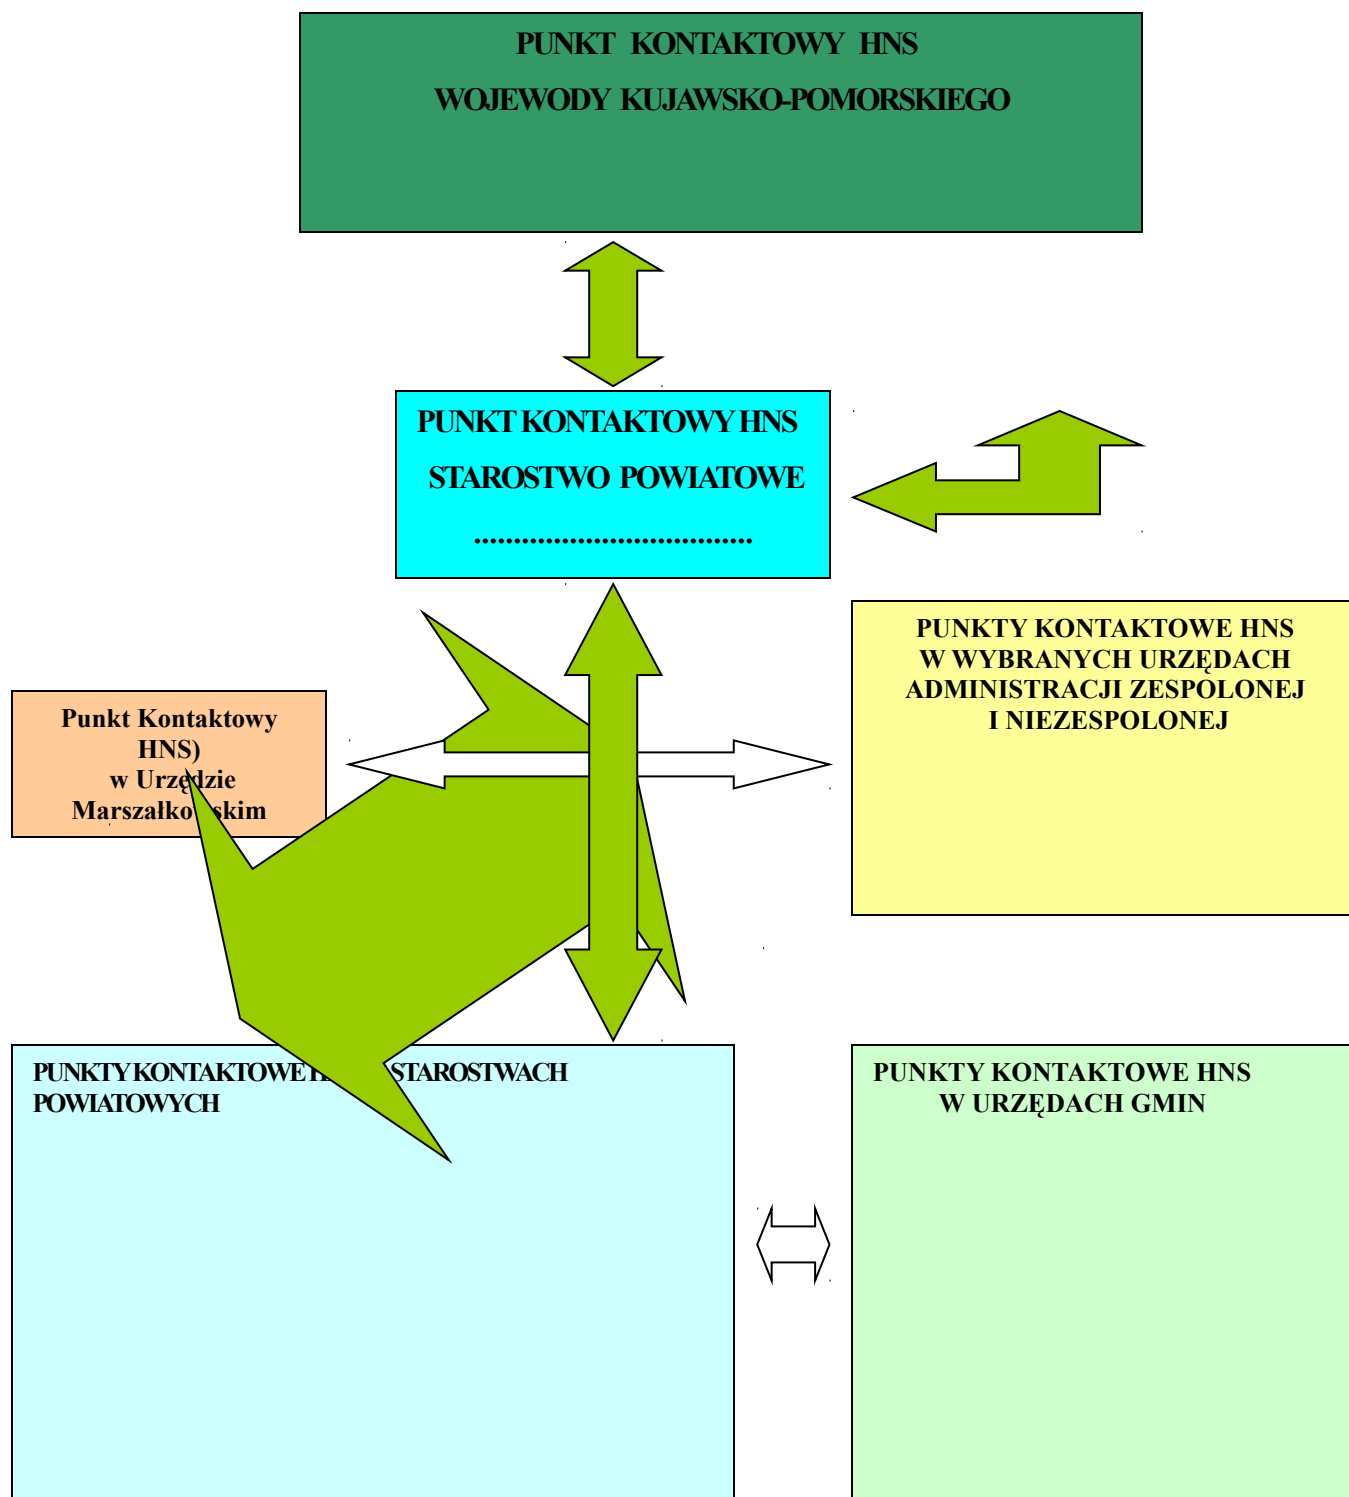 PUNKT KONTAKTOWY HNS
WOJEWODY KUJAWSKO-POMORSKIEGO
PUNKT KONTAKTOWY HNS
STAROSTWO POWIATOWE
...................................
PUNKTY KONTAKTOWE HNS
W WYBRANYCH URZĘDACH
ADMINISTRACJI ZESPOLONEJ
I NIEZESPOLONEJ
Punkt Kontaktowy
HNS)
w Urzędzie
Marszałkowskim
PUNKTY KONTAKTOWE STAROSTWACH
POWIATOWYCH
PUNKTY KONTAKTOWE HNS
W URZĘDACH GMIN